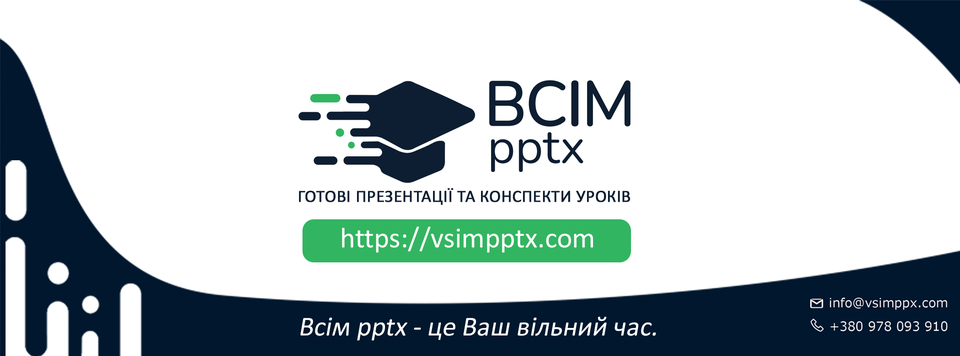 ВСІМ
pptx
ГОТОВІ ПРЕЗЕНТАЦІЇ ТА КОНСПЕКТИ УРОКІВ
https://vsimpptx.com
Всім pptx - це Ваш вільний час.
info@vsimppx.com
+380 978 093 910